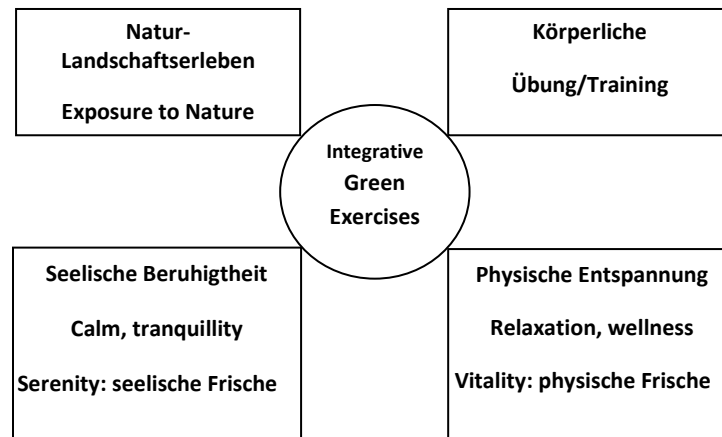 Natur-
Landschaftserleben
Exposure to Nature
Körperliche
Übung/Training
Integrative
Green
Exercises
Seelische Beruhigtheit
Calm, tranquillity
Serenity: seelische Frische
Physische Entspannung
Relaxation, wellness
Vitality: physische Frische